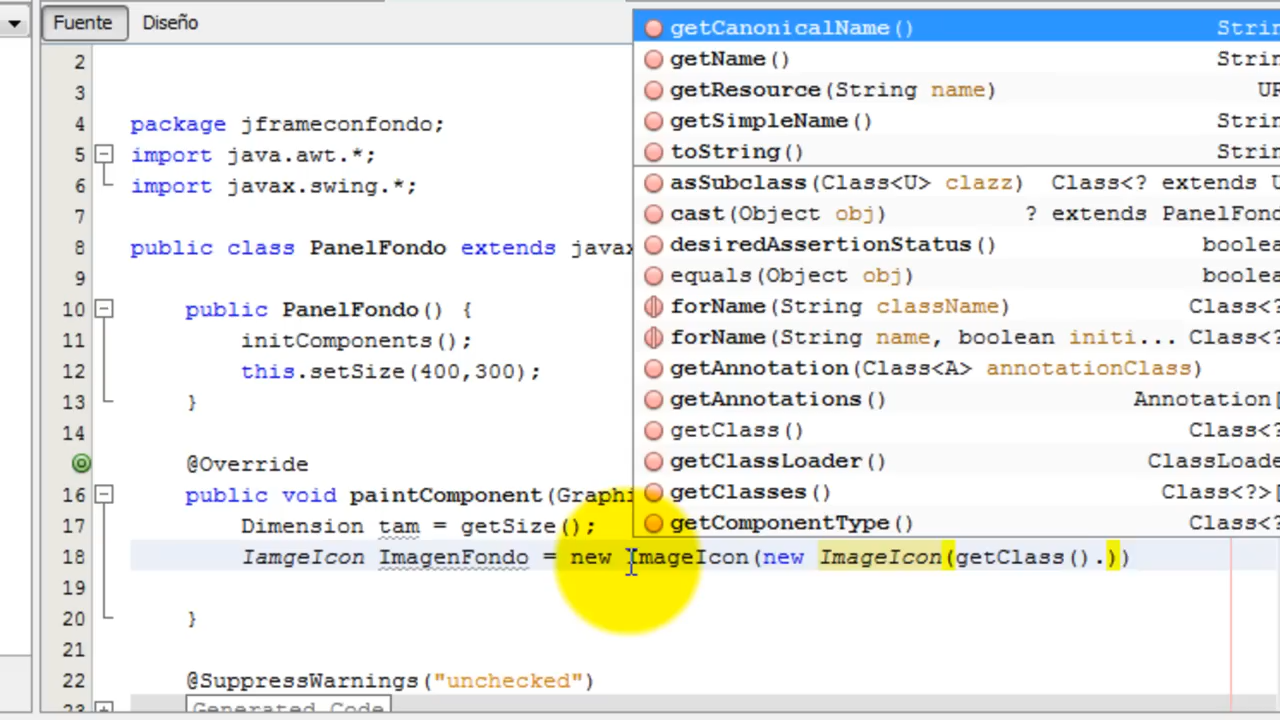 Fuente Diseño
2
3
4 package jframeconfondo;
5 import java.awt.*;
6 import javax.swing.*;
7
8 public class PanelFondo extends javax
9
10 public PanelFondo() {
11 initComponents();
12 this.setSize(400,300);
13 }
14
@Override
16 public void paintComponent(Graphi
17 Dimension tam = getSize();
18 IamgeIcon ImagenFondo = new ImageIcon(new ImageIcon(getClass().))
19
20 }
21
22 @SuppressWarnings("unchecked")
23 Generated Code
getCanonicalName() Strin
getName() Strin
getResource(String name) UR
getSimpleName() Strin
toString() Strin
asSubclass(Class<U> clazz) Class<? extends U
cast(Object obj) ? extends PanelFond
desiredAssertionStatus() boolea
equals(Object obj) boolea
forName(String className) Class<?
forName(String name, boolean initi... Class<?
getAnnotation(Class<A> annotationClass)
getAnnotations() Annotation[
getClass() Class<?
getClassLoader() ClassLoade
getClasses() Class<?>[
getComponentType() Class<?